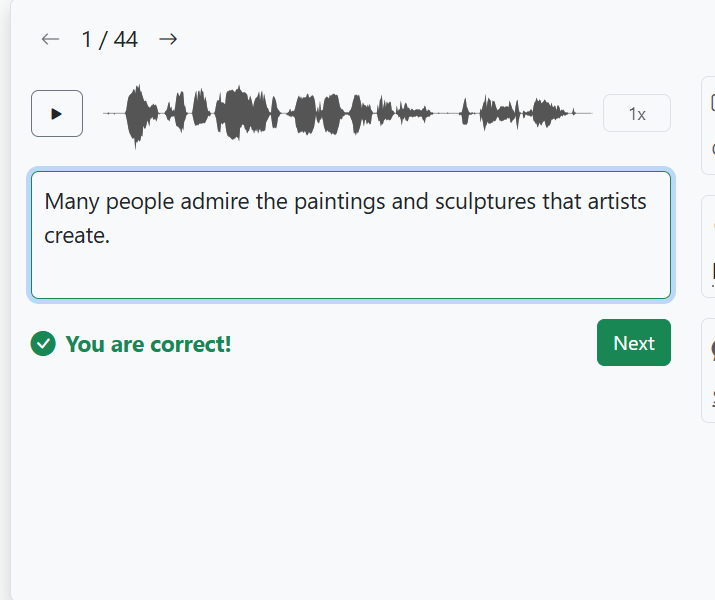 ← 1 / 44 →
1x
Many people admire the paintings and sculptures that artists
create.
You are correct!
Next